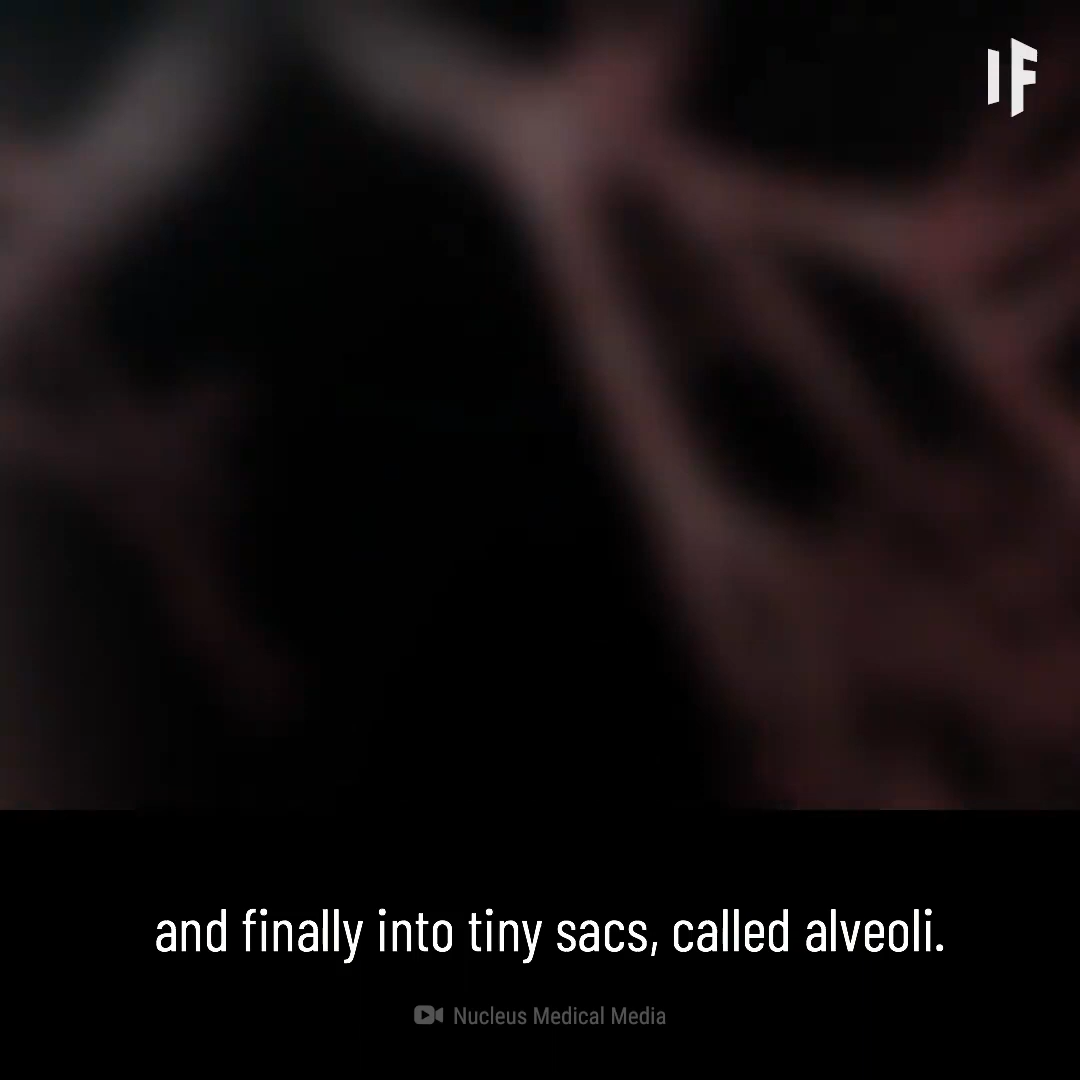 IF
and finally into tiny sacs, called alveoli.
Nucleus Medical Media